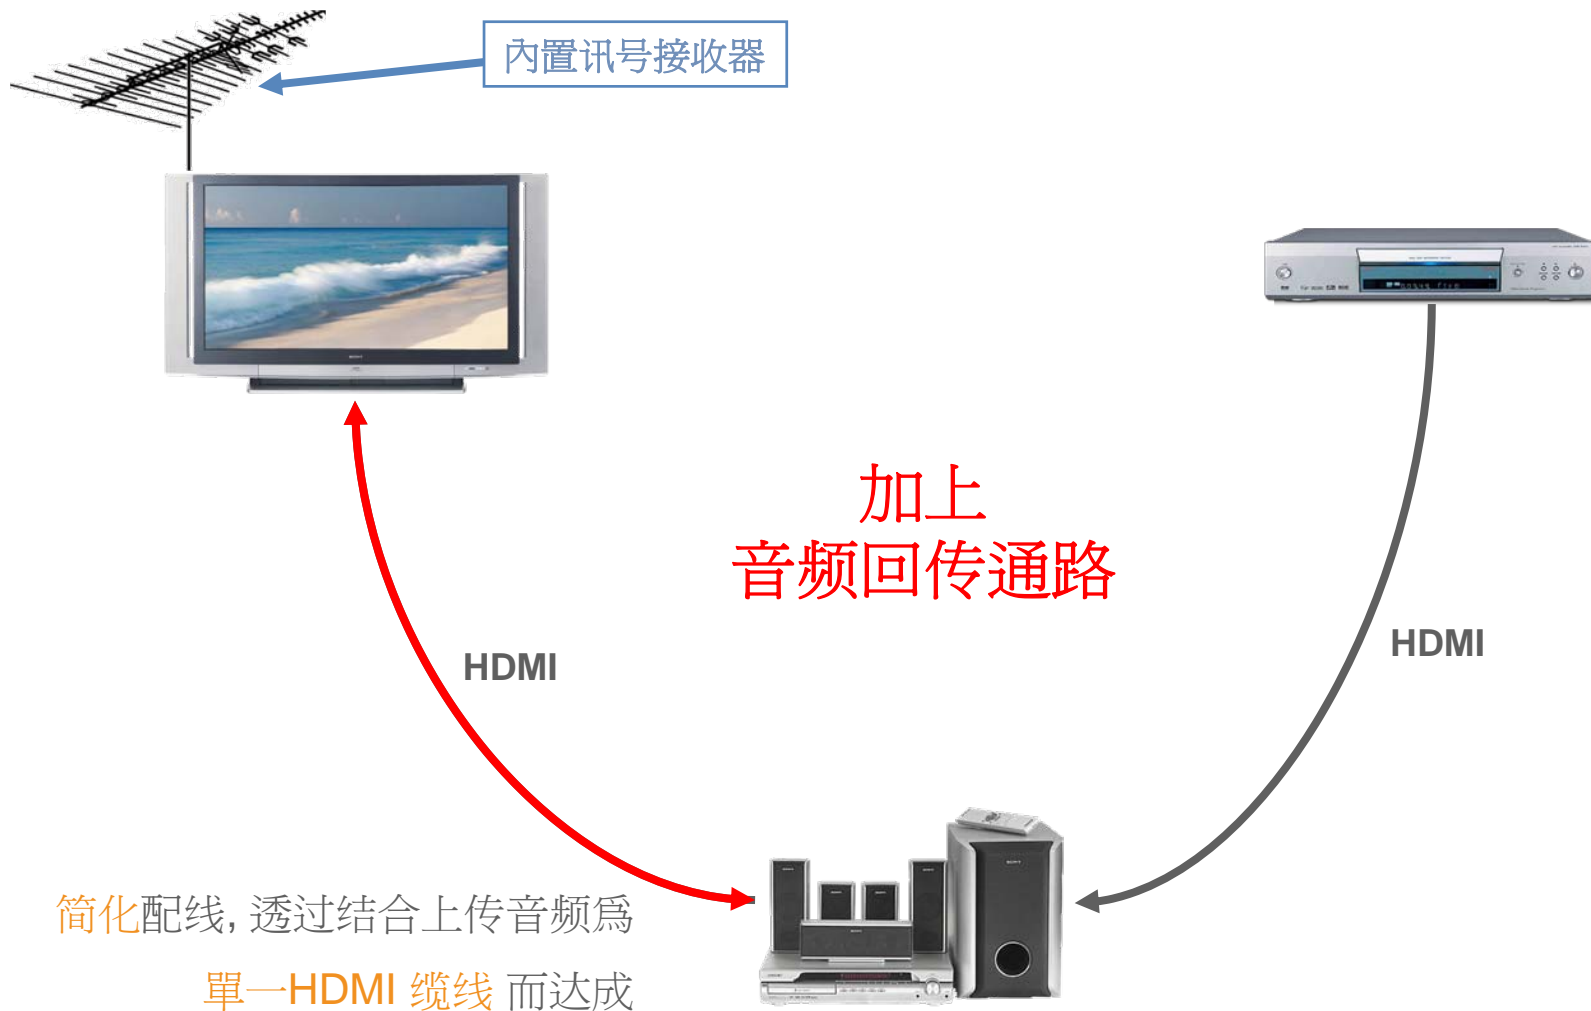 內置讯号接收器
加上
音频回传通路
HDMI
HDMI
简化配线, 透过结合上传音频爲
單一HDMI 缆线 而达成